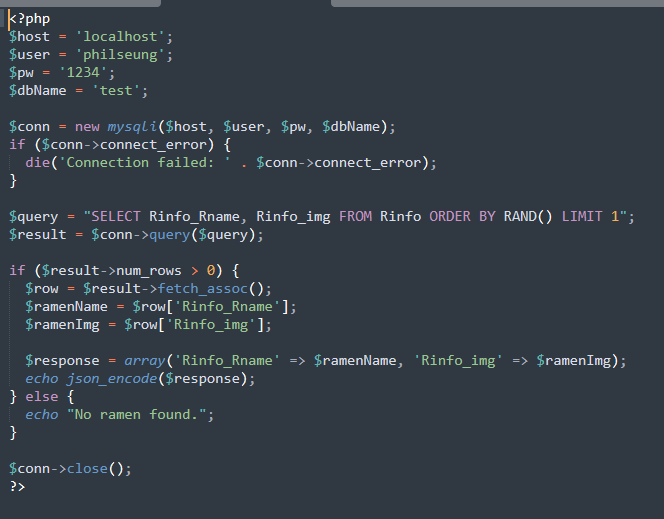 <?php
$host = 'localhost';
$user = 'philseung';
$pw = '1234';
$dbName = 'test';
$conn = new mysqli($host, $user, $pw, $dbName);
if ($conn->connect_error) {
die('Connection failed: ' . $conn->connect_error);
}
$query = "SELECT Rinfo_Rname, Rinfo_img FROM Rinfo ORDER BY RAND() LIMIT 1";
$result = $conn->query($query);
if ($result->num_rows > 0) {
$row = $result->fetch_assoc();
$ramenName = $row['Rinfo_Rname'];
$ramenImg = $row['Rinfo_img'];
$response = array('Rinfo_Rname' => $ramenName, 'Rinfo_img' => $ramenImg);
echo json_encode($response);
} else {
echo "No ramen found.";
}
$conn->close();
?>